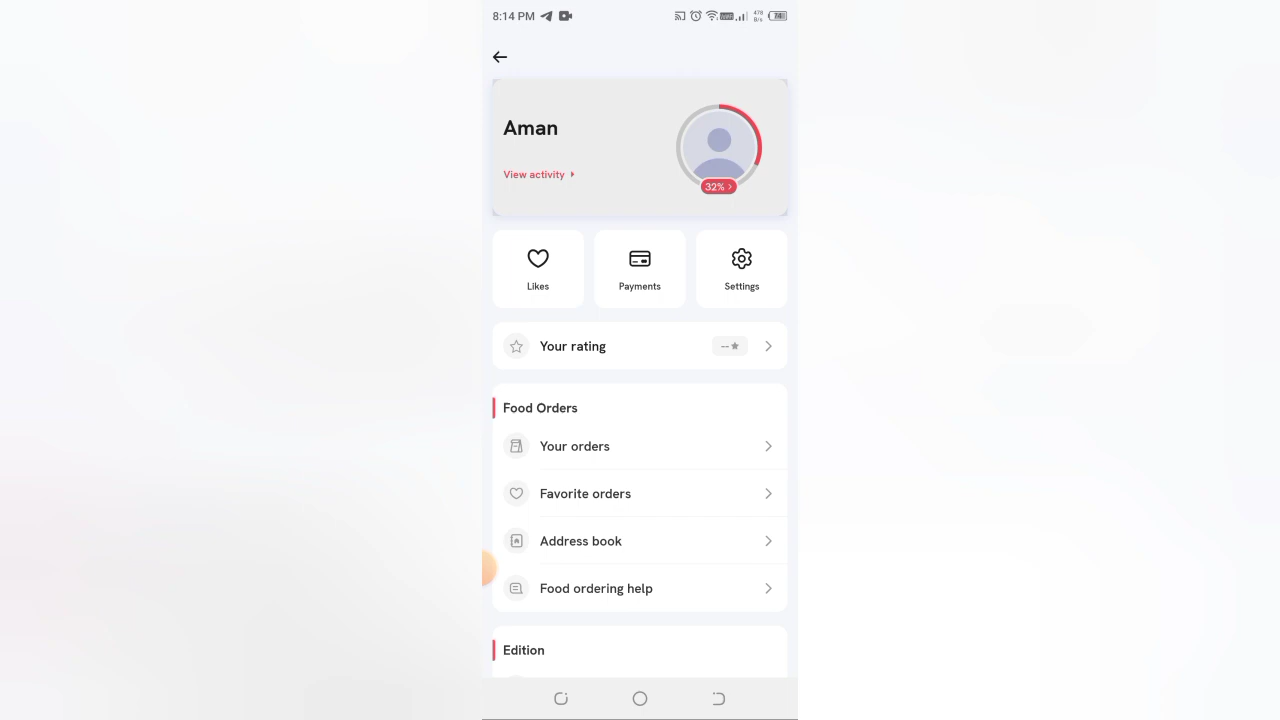 8:14 PM
74
Aman
View activity
32%
Likes
Payments
Settings
Your rating
--
Food Orders
Your orders
Favorite orders
Address book
Food ordering help
Edition